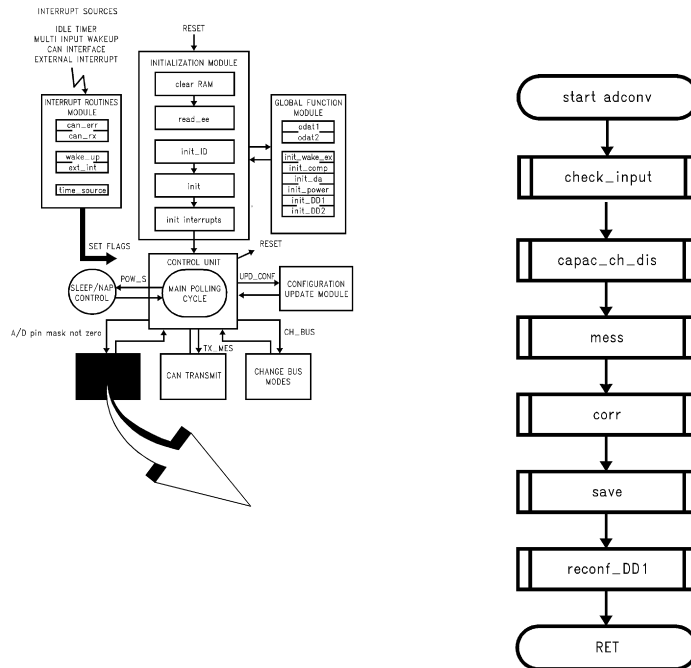 INTERRUPT SOURCES
IDLE TIMER
MULTI INPUT WAKEUP
CAN INTERFACE
EXTERNAL INTERRUPT
RESET
INITIALIZATION MODULE
clear RAM
read_ee
init_ID
init
init interrupts
INTERRUPT ROUTINES
MODULE
can_err
can_rx
wake_up
ext_int
time_source
GLOBAL FUNCTION
MODULE
odat1
odat2
init_wake_ex
init_comp
init_da
init_power
init_DD1
init_DD2
SET FLAGS
RESET
CONTROL UNIT
MAIN POLLING
CYCLE
POW_S
SLEEP/NAP
CONTROL
UPD_CONF
CONFIGURATION
UPDATE MODULE
A/D pin mask not zero
CH_BUS
TX_MES
CAN TRANSMIT
CHANGE BUS
MODES
start adconv
check_input
capac_ch_dis
mess
corr
save
reconf_DD1
RET